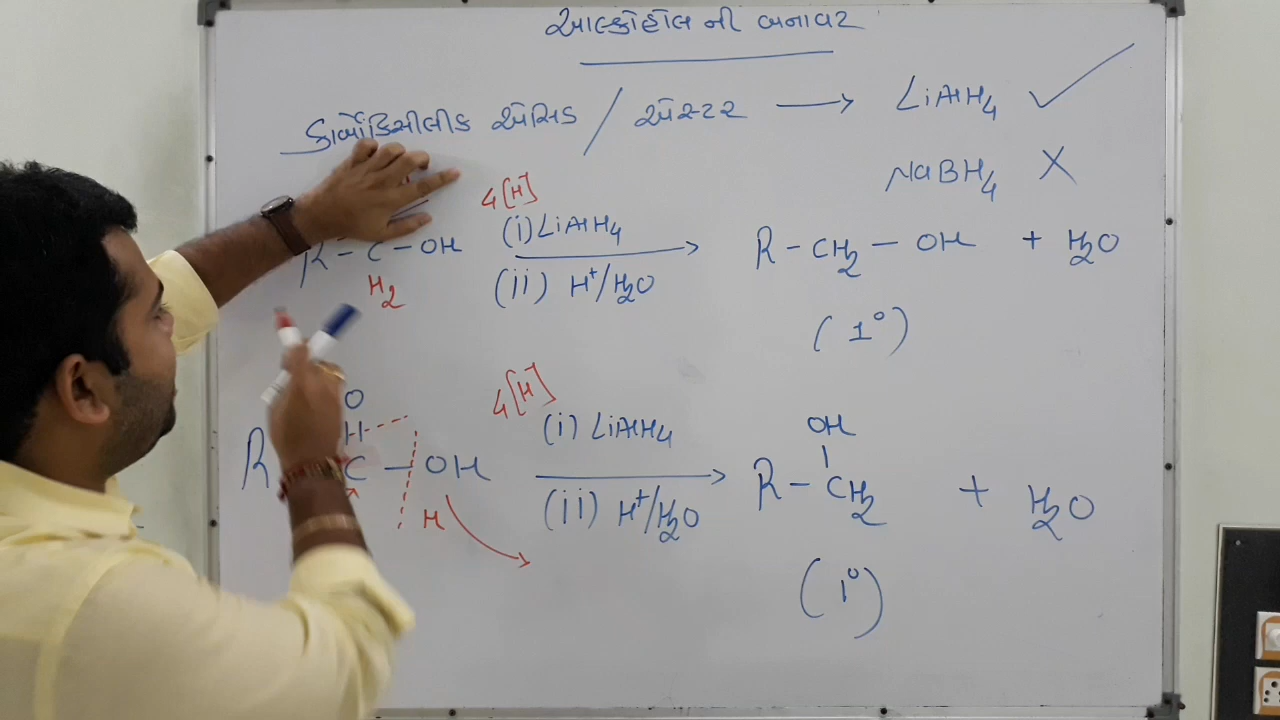 આલ્કોહોલ ની બનાવટ
કાર્બોક્સિલીક ઍસિડ / ઍસ્ટર ⟶ LiAlH4 ✓
NaBH4 X
4[H]
R - C - OH (i) LiAlH4 ⟶ R - CH2 - OH + H2O
H2 (ii) H+/H2O
(1°)
4[H]
O
H (i) LiAlH4 OH
R C - OH ⟶ R - CH2 + H2O
H (ii) H+/H2O
(1°)